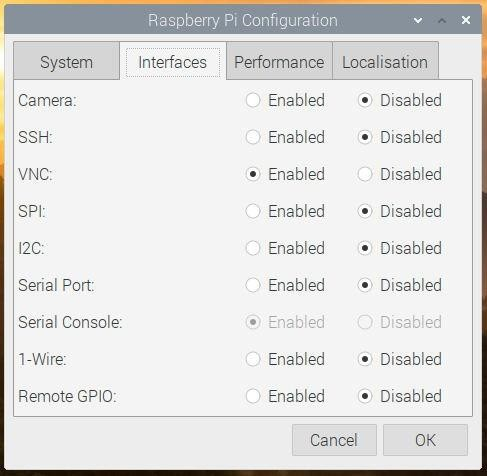 Raspberry Pi Configuration
System Interfaces Performance Localisation
Camera: Enabled Disabled
SSH: Enabled Disabled
VNC: Enabled Disabled
SPI: Enabled Disabled
I2C: Enabled Disabled
Serial Port: Enabled Disabled
Serial Console: Enabled Disabled
1-Wire: Enabled Disabled
Remote GPIO: Enabled Disabled
Cancel OK